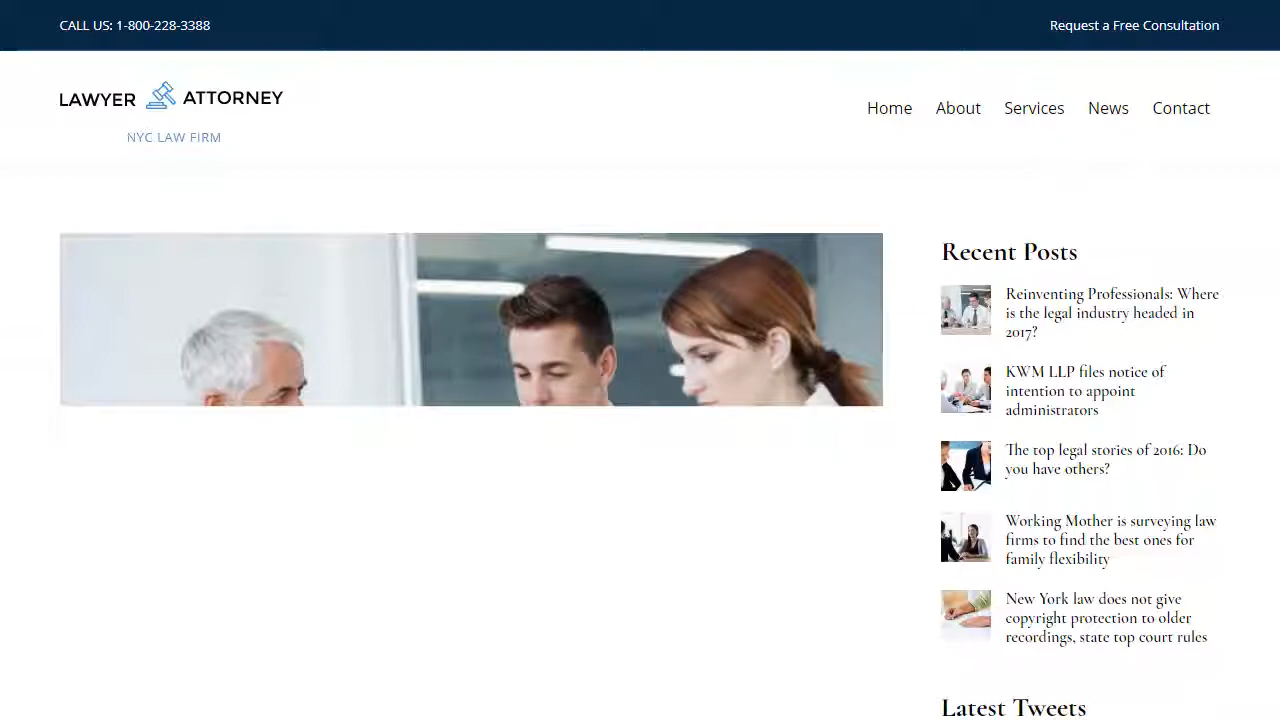 CALL US: 1-800-228-3388
Request a Free Consultation
LAWYER ATTORNEY
NYC LAW FIRM
Home About Services News Contact
Recent Posts
Reinventing Professionals: Where
is the legal industry headed in
2017?
KWM LLP files notice of
intention to appoint
administrators
The top legal stories of 2016: Do
you have others?
Working Mother is surveying law
firms to find the best ones for
family flexibility
New York law does not give
copyright protection to older
recordings, state top court rules
Latest Tweets